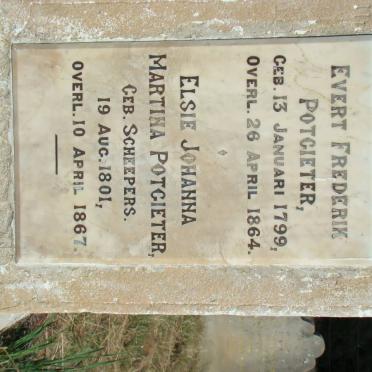 EVERT FREDERIK
POTGIETER,
GEB. 13 JANUARI 1799,
OVERL. 26 APRIL 1864.
ELSIE JOHANNA
MARTINA POTGIETER,
GEB. SCHEEPERS.
19 AUG. 1801,
OVERL. 10 APRIL 1867.